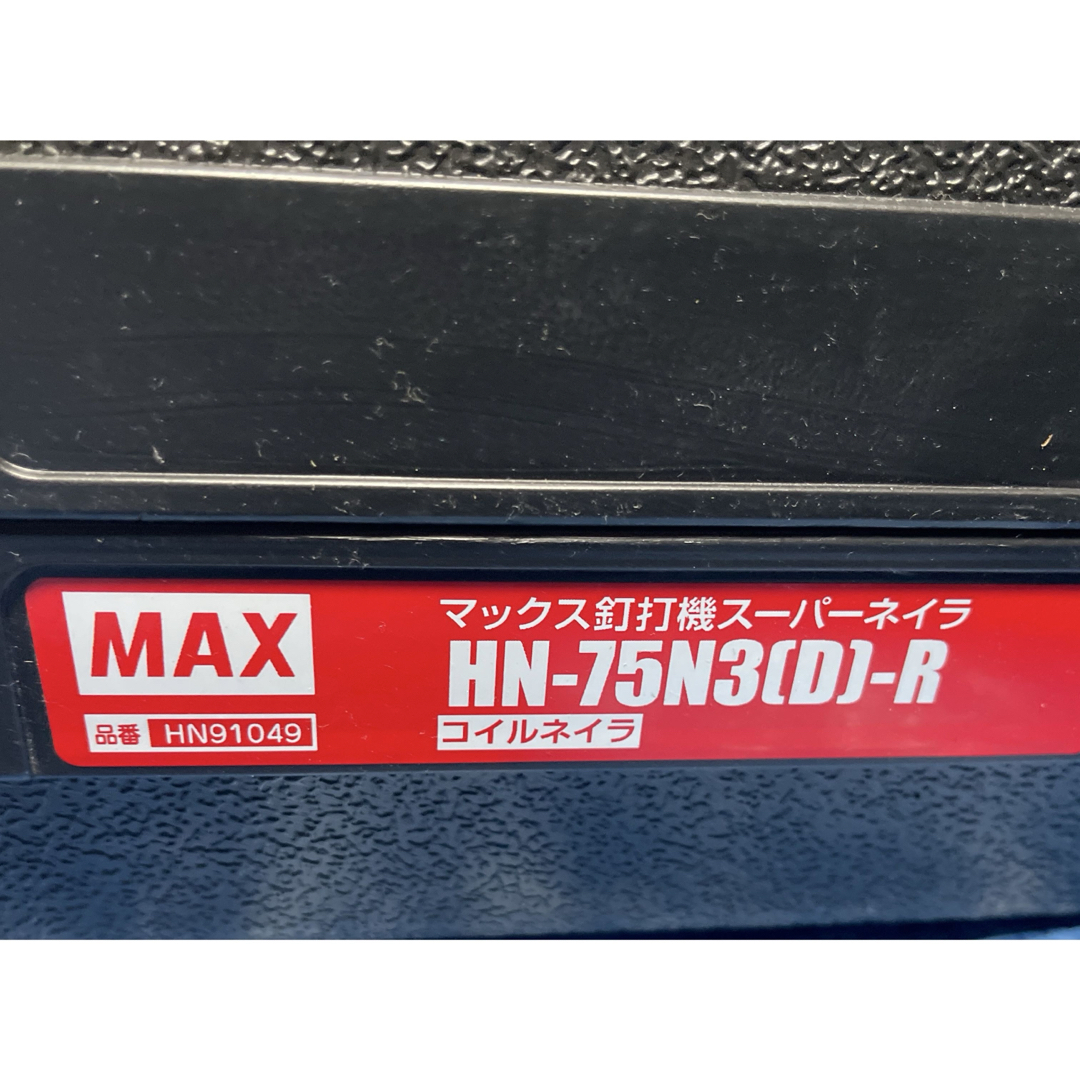 MAX
品番 HN91049
マックス釘打機スーパーネイラ
HN-75N3(D)-R
コイルネイラ